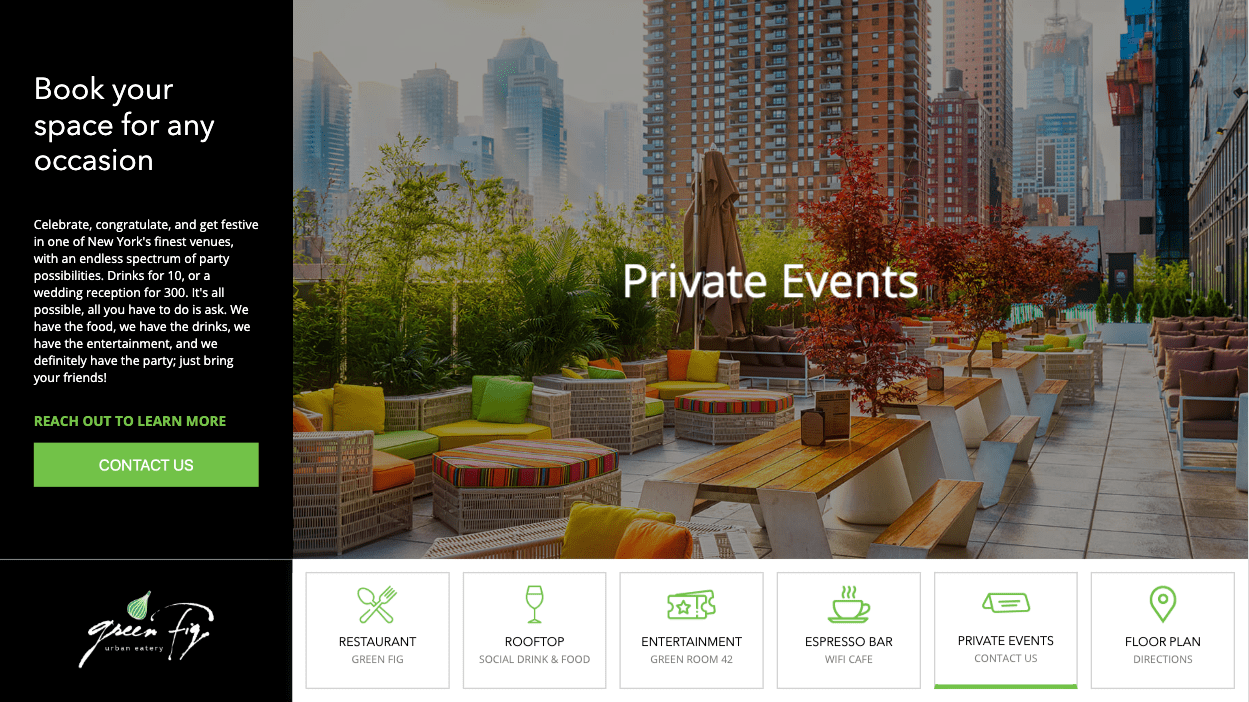 Book your
space for any
occasion
Celebrate, congratulate, and get festive
in one of New York's finest venues,
with an endless spectrum of party
possibilities. Drinks for 10, or a
wedding reception for 300. It's all
possible, all you have to do is ask. We
have the food, we have the drinks, we
have the entertainment, and we
definitely have the party; just bring
your friends!
REACH OUT TO LEARN MORE
CONTACT US
Private Events
green fig
urban eatery
RESTAURANT
GREEN FIG
ROOFTOP
SOCIAL DRINK & FOOD
ENTERTAINMENT
GREEN ROOM 42
ESPRESSO BAR
WIFI CAFE
PRIVATE EVENTS
CONTACT US
FLOOR PLAN
DIRECTIONS